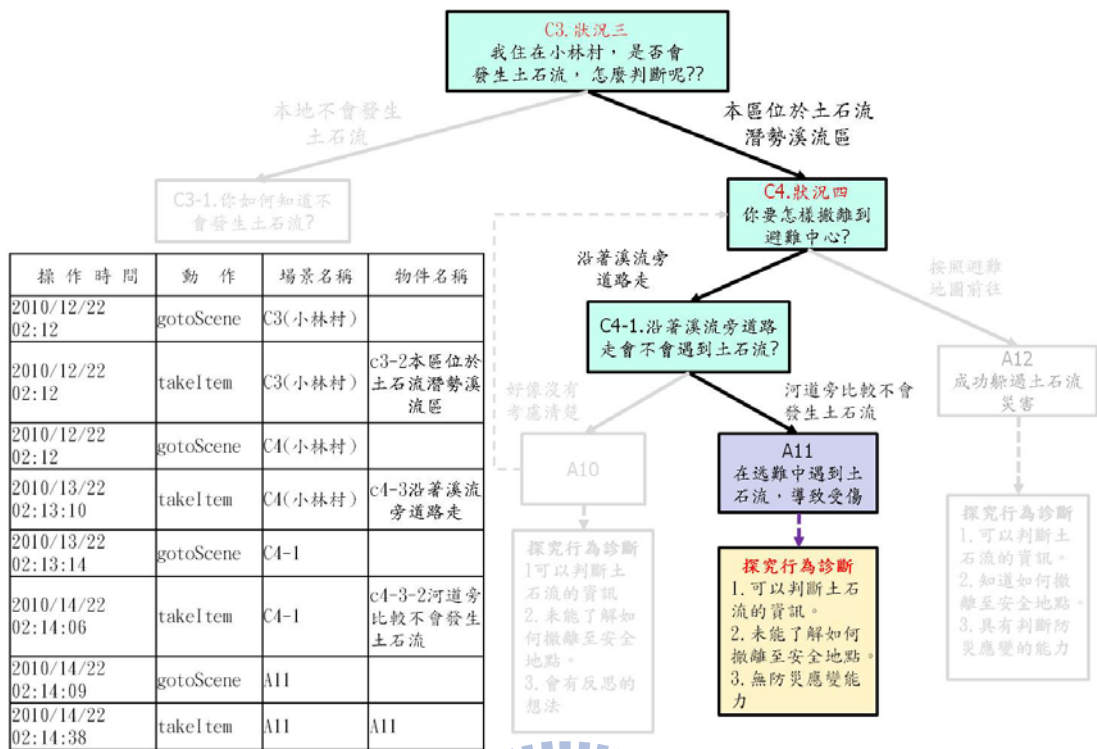 C3.狀況三
我住在小林村，是否會
發生土石流，怎麼判斷呢??
本地不會發生
土石流
本區位於土石流
潛勢溪流區
C3-1.你如何知道不
會發生土石流?
C4.狀況四
你要怎樣撤離到
避難中心?
沿著溪流旁
道路走
按照避難
地圖前往
C4-1.沿著溪流旁道路
走會不會遇到土石流?
A12
成功躲過土石流
災害
好像沒有
考慮清楚
河道旁比較不會
發生土石流
A10
A11
在逃難中遇到土
石流，導致受傷
探究行為診斷
1可以判斷土
石流的資訊
2.未能了解如
何撤離至安全
地點。
3.會有反思的
想法
探究行為診斷
1.可以判斷土石
流的資訊。
2.未能了解如何
撤離至安全地點。
3.無防災應變能
力
探究行為診斷
1.可以判斷土
石流的資訊。
2.知道如何撤
離至安全地點。
3.具有判斷防
災應變的能力
操作時間 動作 場景名稱 物件名稱
2010/12/22
02:12 gotoScene C3(小林村)
2010/12/22
02:12 takeItem C3(小林村) c3-2本區位於
土石流潛勢溪
流區
2010/12/22
02:12 gotoScene C4(小林村)
2010/13/22
02:13:10 takeItem C4(小林村) c4-3沿著溪流
旁道路走
2010/13/22
02:13:14 gotoScene C4-1
2010/14/22
02:14:06 takeItem C4-1 c4-3-2河道旁
比較不會發生
土石流
2010/14/22
02:14:09 gotoScene A11
2010/14/22
02:14:38 takeItem A11 A11